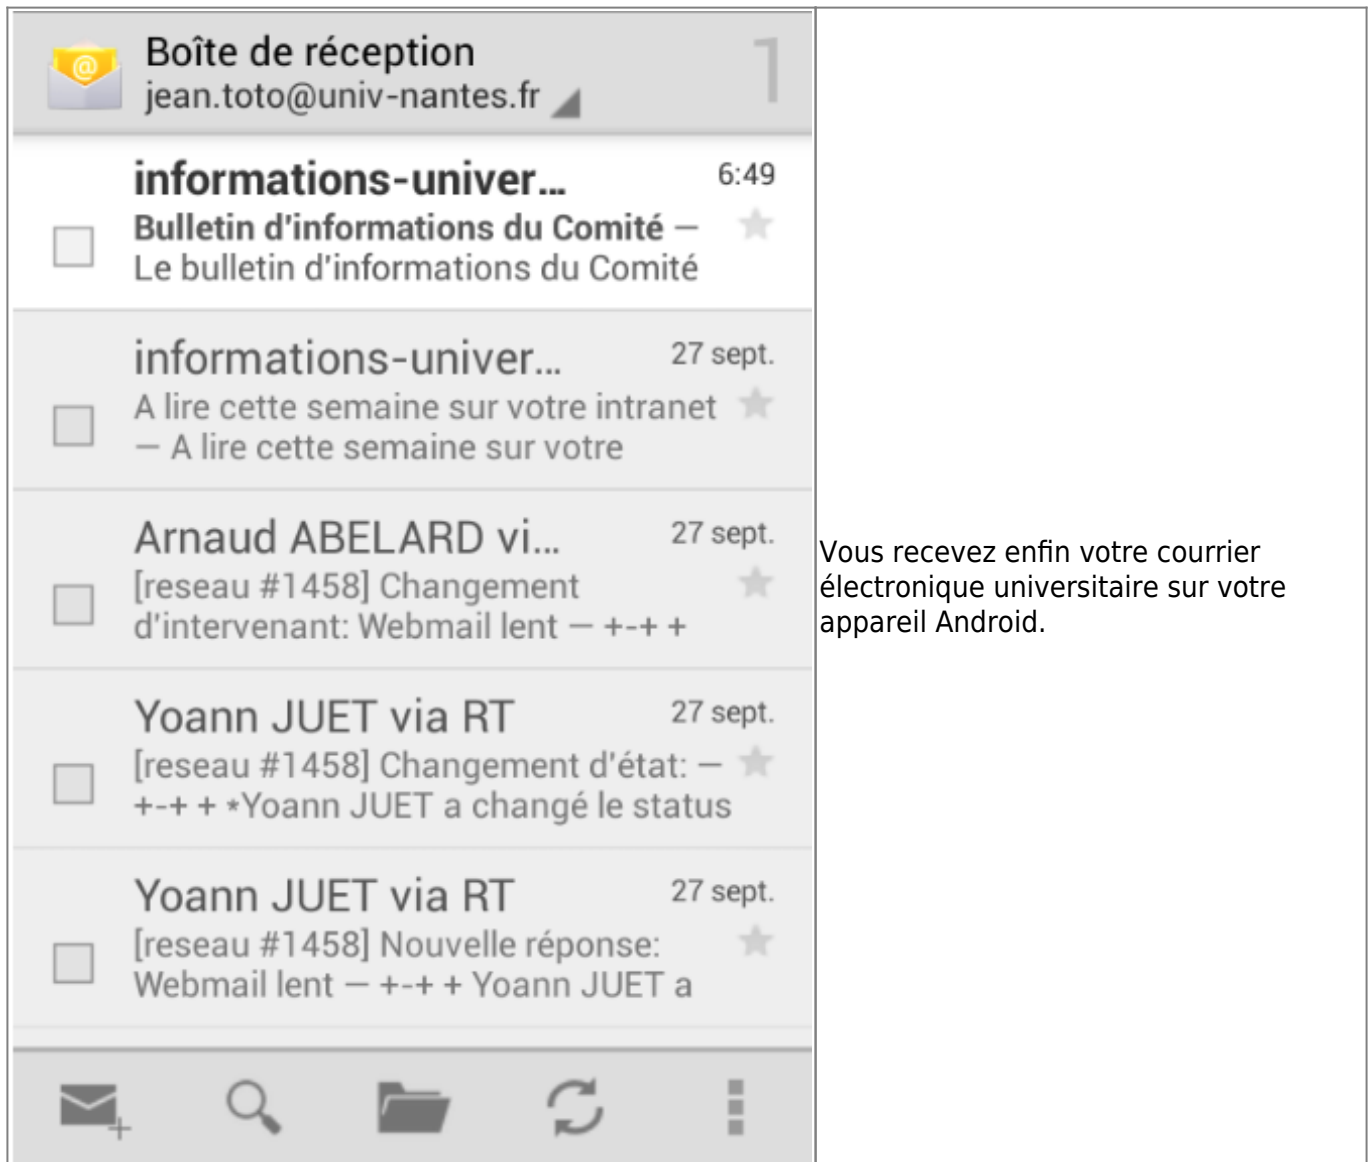 Boîte de réception
1
jean.toto@univ-nantes.fr
informations-univer...
6:49
Bulletin d'informations du Comité —
Le bulletin d'informations du Comité
informations-univer...
27 sept.
A lire cette semaine sur votre intranet
— A lire cette semaine sur votre
Arnaud ABELARD vi...
27 sept.
[reseau #1458] Changement
d'intervenant: Webmail lent — +-+ +
Yoann JUET via RT
27 sept.
[reseau #1458] Changement d'état: —
+-+ + *Yoann JUET a changé le status
Yoann JUET via RT
27 sept.
[reseau #1458] Nouvelle réponse:
Webmail lent — +-+ + Yoann JUET a
Vous recevez enfin votre courrier
électronique universitaire sur votre
appareil Android.